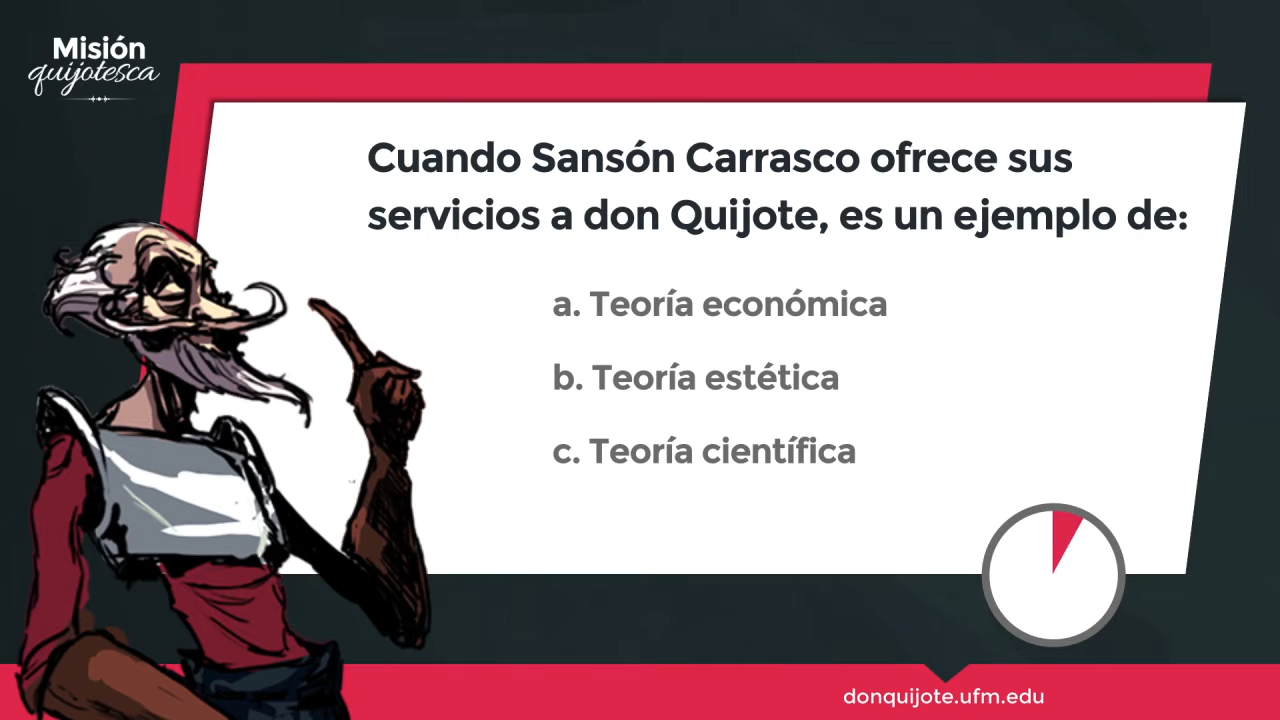 Misión
quijotesca
Cuando Sansón Carrasco ofrece sus
servicios a don Quijote, es un ejemplo de:
a. Teoría económica
b. Teoría estética
c. Teoría científica
donquijote.ufm.edu